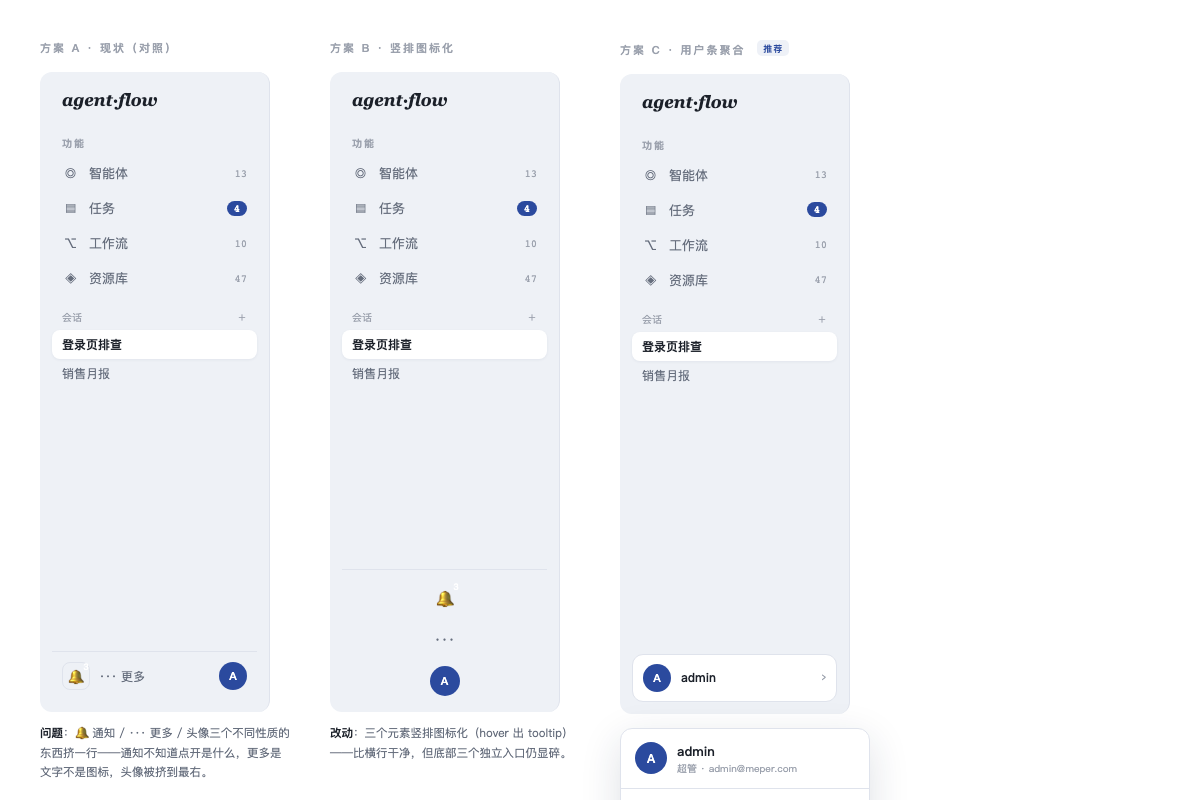 方案 A · 现状（对照）
agent·flow
功能
智能体 13
任务 4
工作流 10
资源库 47
会话 +
登录页排查
销售月报
··· 更多 A
问题：🔔 通知 / ··· 更多 / 头像三个不同性质的
东西挤一行——通知不知道点开是什么，更多是
文字不是图标，头像被挤到最右。
方案 B · 竖排图标化
agent·flow
功能
智能体 13
任务 4
工作流 10
资源库 47
会话 +
登录页排查
销售月报
···
A
改动：三个元素竖排图标化（hover 出 tooltip）
——比横行干净，但底部三个独立入口仍显碎。
方案 C · 用户条聚合 推荐
agent·flow
功能
智能体 13
任务 4
工作流 10
资源库 47
会话 +
登录页排查
销售月报
A admin ›
A admin
超管 · admin@meper.com